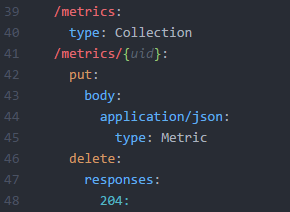 39 /metrics:
40 type: Collection
41 /metrics/{uid}:
42 put:
43 body:
44 application/json:
45 type: Metric
46 delete:
47 responses:
48 204: